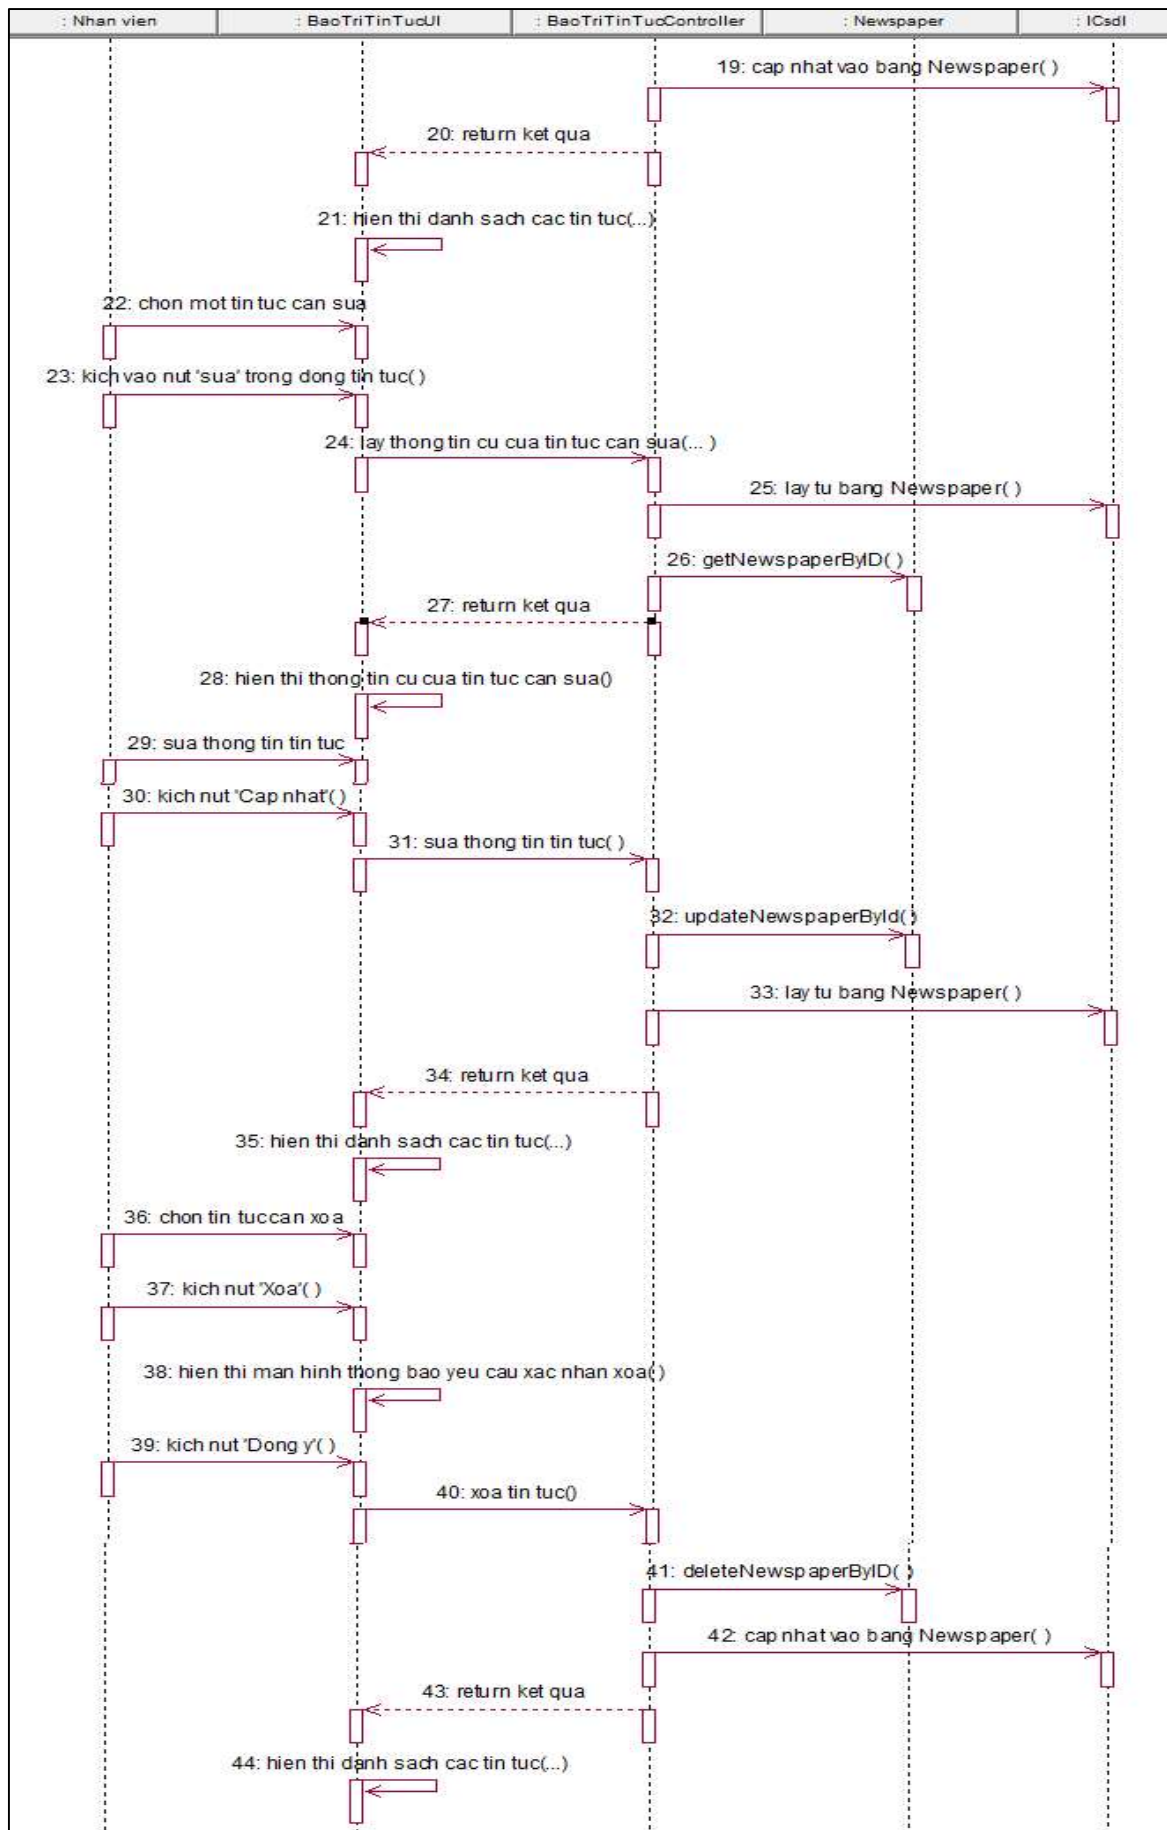 : Nhan vien
: BaoTriTinTucUI
: BaoTriTinTucController
: Newspaper
: ICsdl
19: cap nhat vao bang Newspaper( )
20: return ket qua
21: hien thi danh sach cac tin tuc(...)
22: chon mot tin tuc can sua
23: kich vao nut 'sua' trong dong tin tuc( )
24: lay thong tin cu cua tin tuc can sua(... )
25: lay tu bang Newspaper( )
26: getNewspaperByID( )
27: return ket qua
28: hien thi thong tin cu cua tin tuc can sua()
29: sua thong tin tin tuc
30: kich nut 'Cap nhat'( )
31: sua thong tin tin tuc( )
32: updateNewspaperById( )
33: lay tu bang Newspaper( )
34: return ket qua
35: hien thi danh sach cac tin tuc(...)
36: chon tin tuc can xoa
37: kich nut 'Xoa'( )
38: hien thi man hinh thong bao yeu cau xac nhan xoa( )
39: kich nut 'Dong y'( )
40: xoa tin tuc()
41: deleteNewspaperByID( )
42: cap nhat vao bang Newspaper( )
43: return ket qua
44: hien thi danh sach cac tin tuc(...)